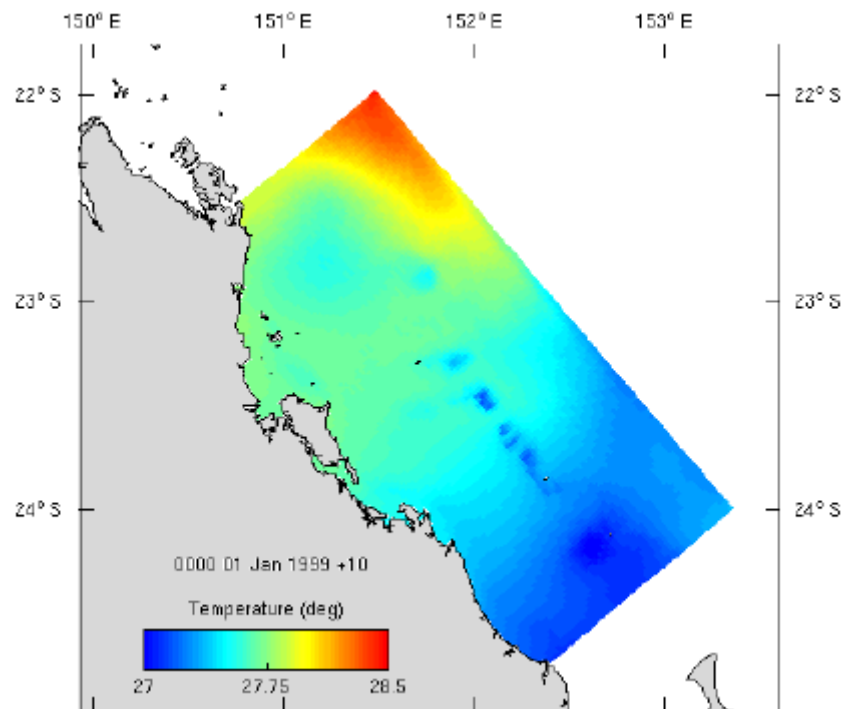 150° E 151° E 152° E 153° E
22° S 22° S
23° S 23° S
24° S 24° S
0000 01 Jan 1999 +10
Temperature (deg)
27 27.75 28.5